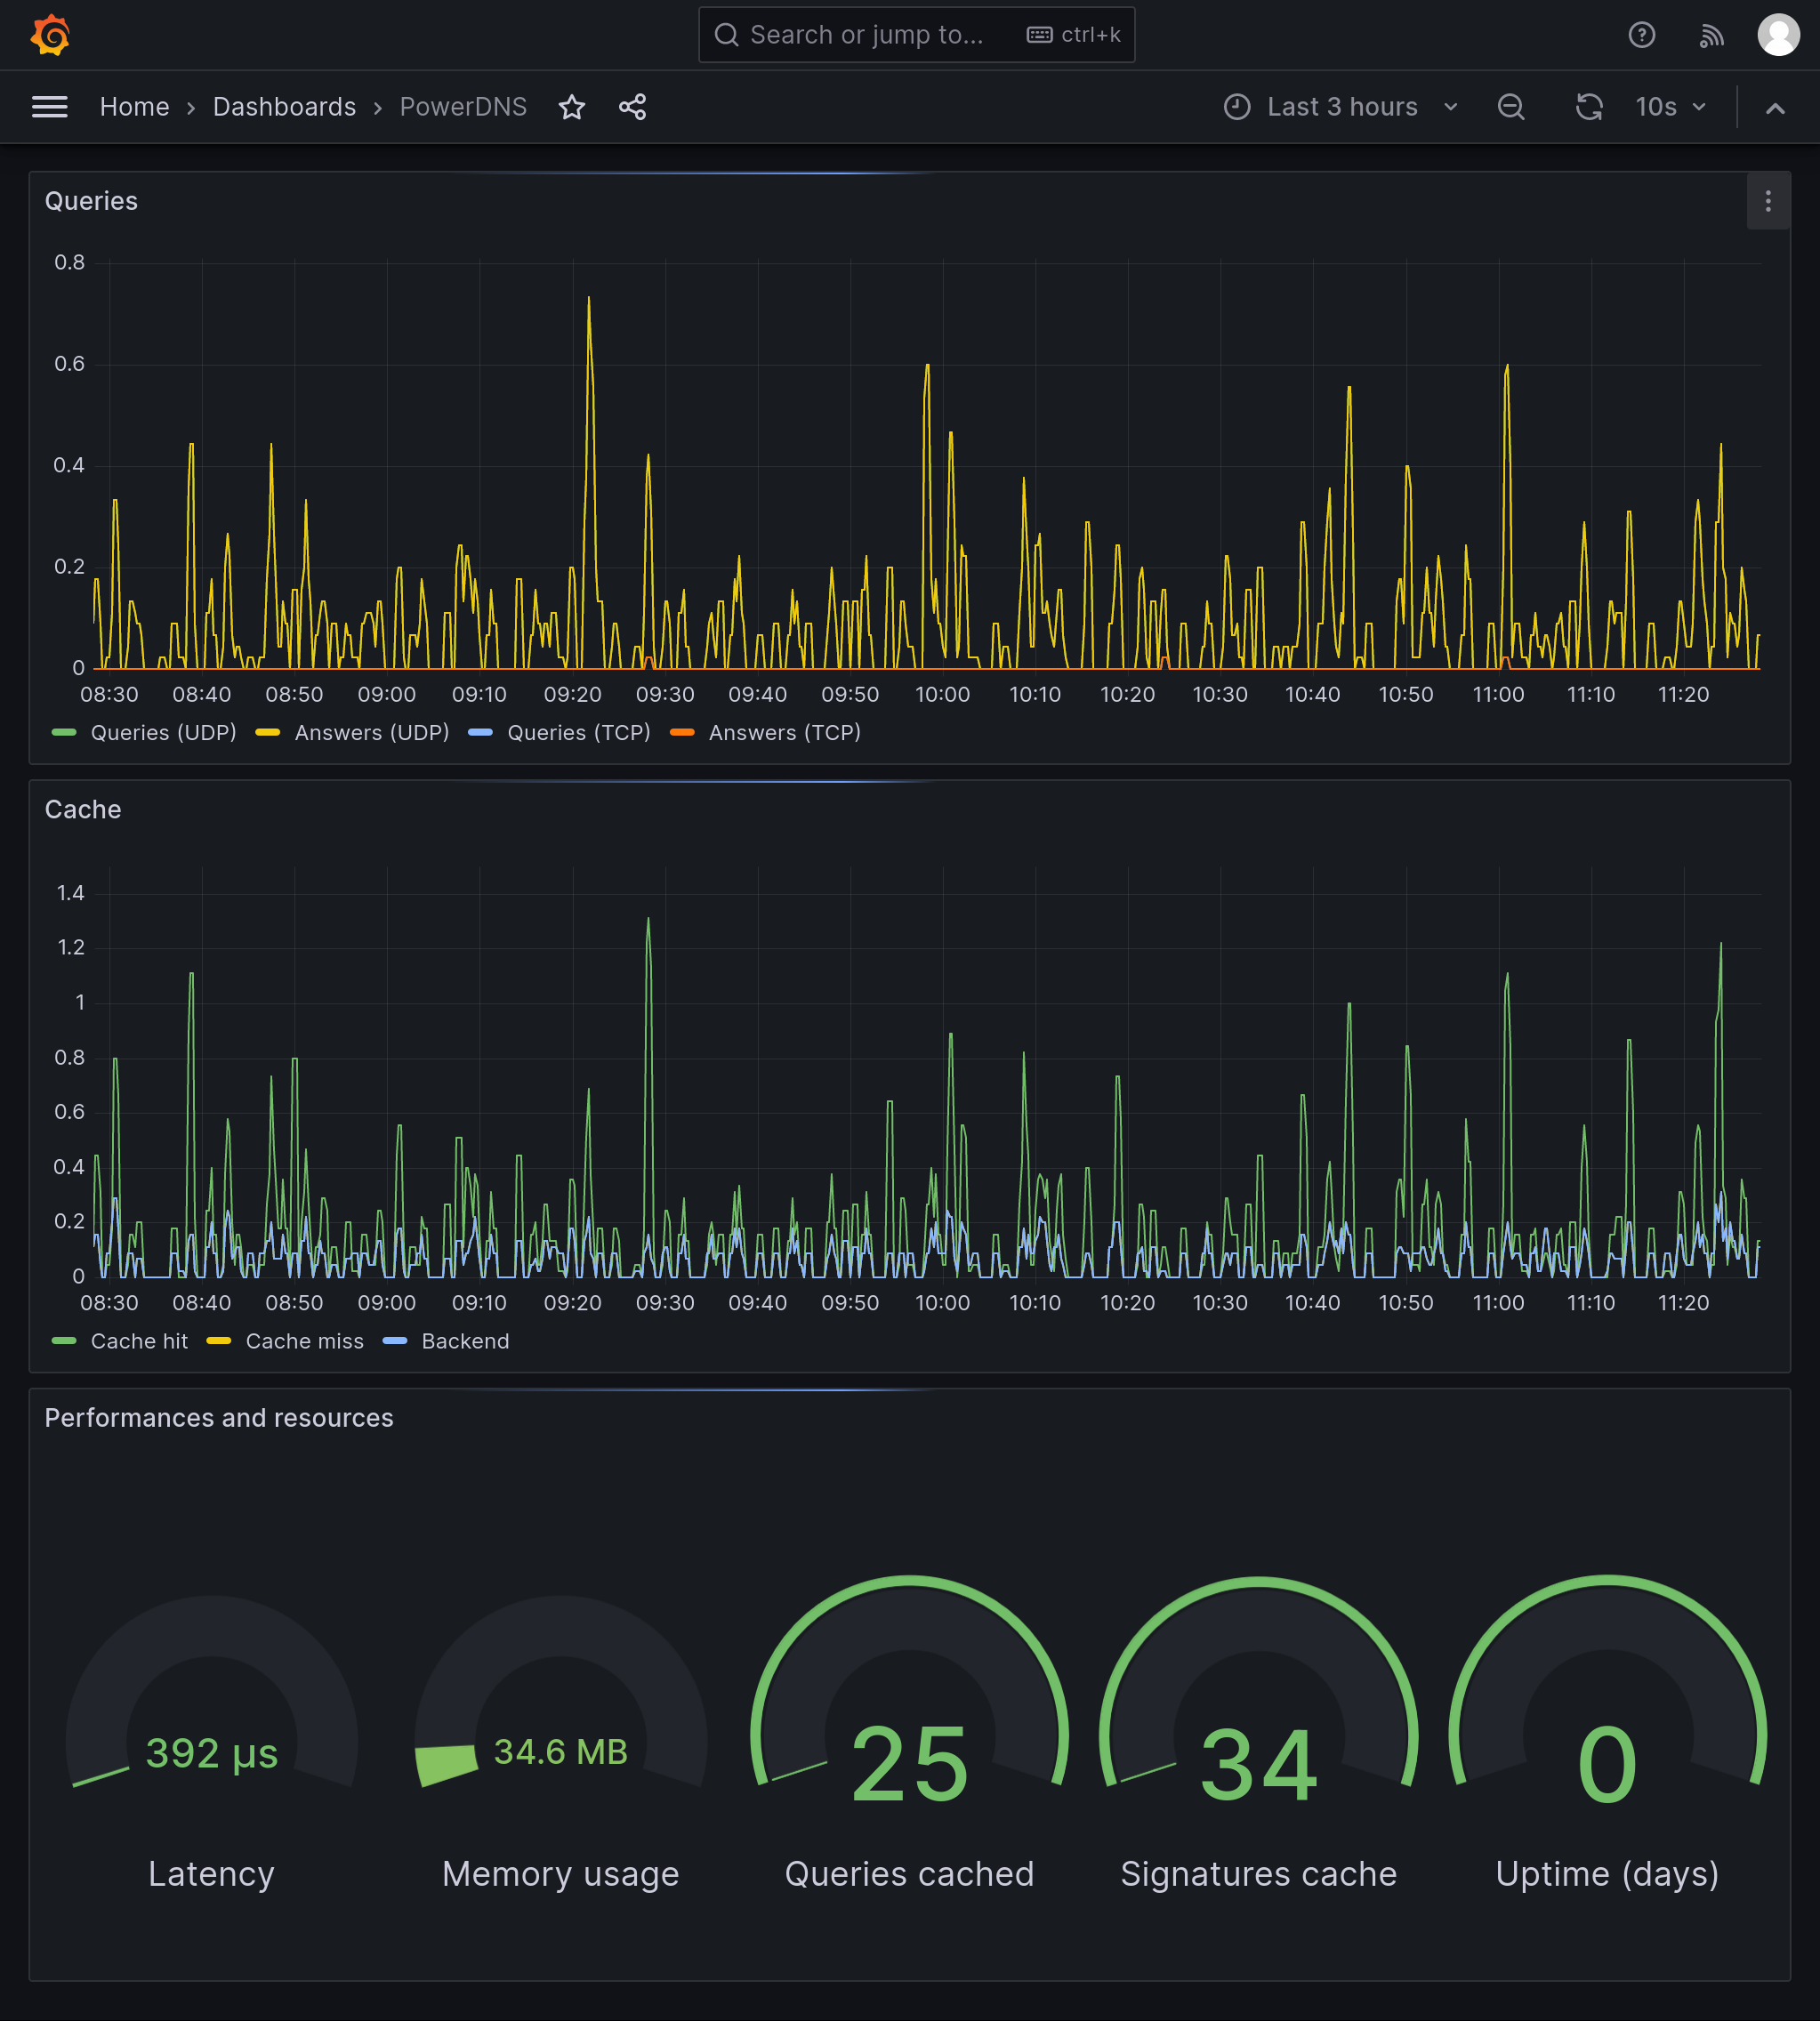 Search or jump to... ctrl+k
Home › Dashboards › PowerDNS Last 3 hours 10s
Queries
0.8
0.6
0.4
0.2
0
08:30 08:40 08:50 09:00 09:10 09:20 09:30 09:40 09:50 10:00 10:10 10:20 10:30 10:40 10:50 11:00 11:10 11:20
Queries (UDP) Answers (UDP) Queries (TCP) Answers (TCP)
Cache
1.4
1.2
1
0.8
0.6
0.4
0.2
0
08:30 08:40 08:50 09:00 09:10 09:20 09:30 09:40 09:50 10:00 10:10 10:20 10:30 10:40 10:50 11:00 11:10 11:20
Cache hit Cache miss Backend
Performances and resources
392 µs 34.6 MB 25 34 0
Latency Memory usage Queries cached Signatures cache Uptime (days)